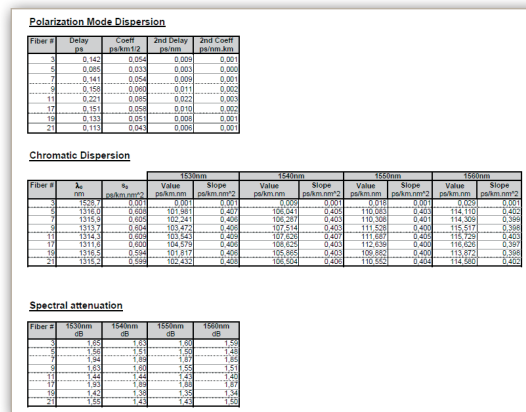 Polarization Mode Dispersion
Fiber # Delay Coeff 2nd Delay 2nd Coeff
ps ps/km1/2 ps/nm ps/nm.km
3 0,142 0,054 0,009 0,001
5 0,085 0,033 0,003 0,000
7 0,141 0,054 0,009 0,001
9 0,158 0,060 0,011 0,002
11 0,221 0,085 0,022 0,003
17 0,151 0,058 0,010 0,002
19 0,133 0,051 0,008 0,001
21 0,113 0,043 0,006 0,001
Chromatic Dispersion
1530nm 1540nm 1550nm 1560nm
Fiber # λ₀ S₀ Value Slope Value Slope Value Slope Value Slope
nm ps/km.nm^2 ps/km.nm ps/km.nm^2 ps/km.nm ps/km.nm^2 ps/km.nm ps/km.nm^2 ps/km.nm ps/km.nm^2
3 1528,7 0,001 0,001 0,001 0,009 0,001 0,016 0,001 0,029 0,001
5 1316,0 0,608 101,981 0,407 106,041 0,405 110,083 0,403 114,110 0,402
7 1315,9 0,605 102,241 0,406 106,287 0,403 110,308 0,401 114,309 0,399
9 1313,7 0,604 103,472 0,406 107,514 0,403 111,528 0,400 115,517 0,398
11 1314,3 0,609 103,543 0,409 107,626 0,407 111,687 0,405 115,729 0,403
17 1311,6 0,600 104,579 0,406 108,625 0,403 112,639 0,400 116,626 0,397
19 1316,5 0,594 101,817 0,406 105,865 0,403 109,882 0,400 113,872 0,398
21 1315,2 0,599 102,432 0,408 106,504 0,406 110,552 0,404 114,580 0,402
Spectral attenuation
Fiber # 1530nm 1540nm 1550nm 1560nm
dB dB dB dB
3 1,65 1,63 1,60 1,59
5 1,56 1,51 1,50 1,48
7 1,94 1,89 1,87 1,85
9 1,63 1,60 1,55 1,51
11 1,44 1,44 1,43 1,40
17 1,93 1,89 1,88 1,87
19 1,42 1,38 1,35 1,34
21 1,55 1,43 1,43 1,50